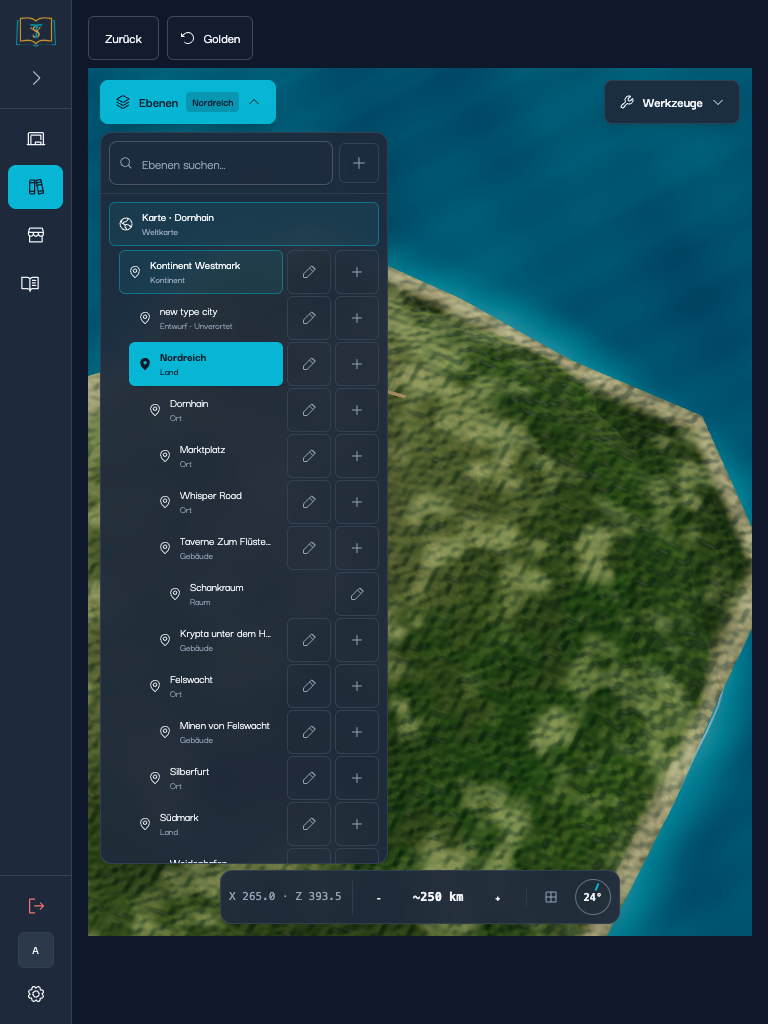 Zurück
Golden
Ebenen Nordreich
Werkzeuge
Ebenen suchen...
Karte · Dornhain
Weltkarte
Kontinent Westmark
Kontinent
new type city
Entwurf · Unverortet
Nordreich
Land
Dornhain
Ort
Marktplatz
Ort
Whisper Road
Ort
Taverne Zum Flüste...
Gebäude
Schankraum
Raum
Krypta unter dem H...
Gebäude
Felswacht
Ort
Minen von Felswacht
Gebäude
Silberfurt
Ort
Südmark
Land
X 265.0 · Z 393.5
- ~250 km +
24°
A